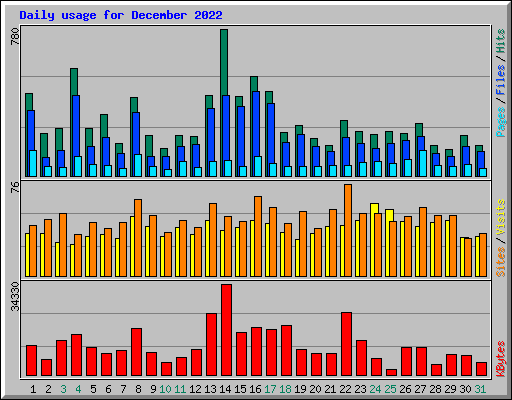 Daily usage for December 2022
780
Pages/Files/Hits
76
Sites/Visits
34330
KBytes
1 2 3 4 5 6 7 8 9 10 11 12 13 14 15 16 17 18 19 20 21 22 23 24 25 26 27 28 29 30 31